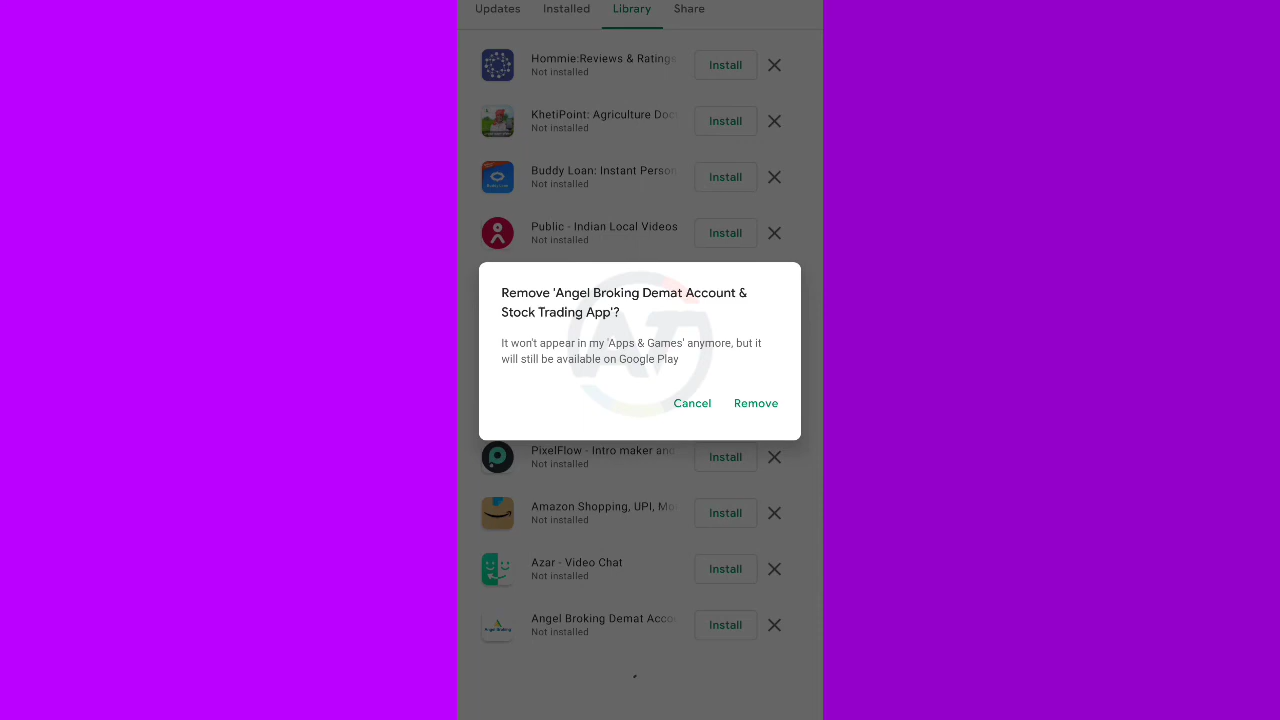 Updates Installed Library Share
Hommie:Reviews & Ratings
Not installed
Install
KhetiPoint: Agriculture Doc
Not installed
Install
Buddy Loan: Instant Person
Not installed
Install
Public - Indian Local Videos
Not installed
Install
Remove 'Angel Broking Demat Account &
Stock Trading App'?
It won't appear in my 'Apps & Games' anymore, but it
will still be available on Google Play
Cancel Remove
PixelFlow - Intro maker and
Not installed
Install
Amazon Shopping, UPI, Mo
Not installed
Install
Azar - Video Chat
Not installed
Install
Angel Broking Demat Acco
Not installed
Install
Angel Broking
AT